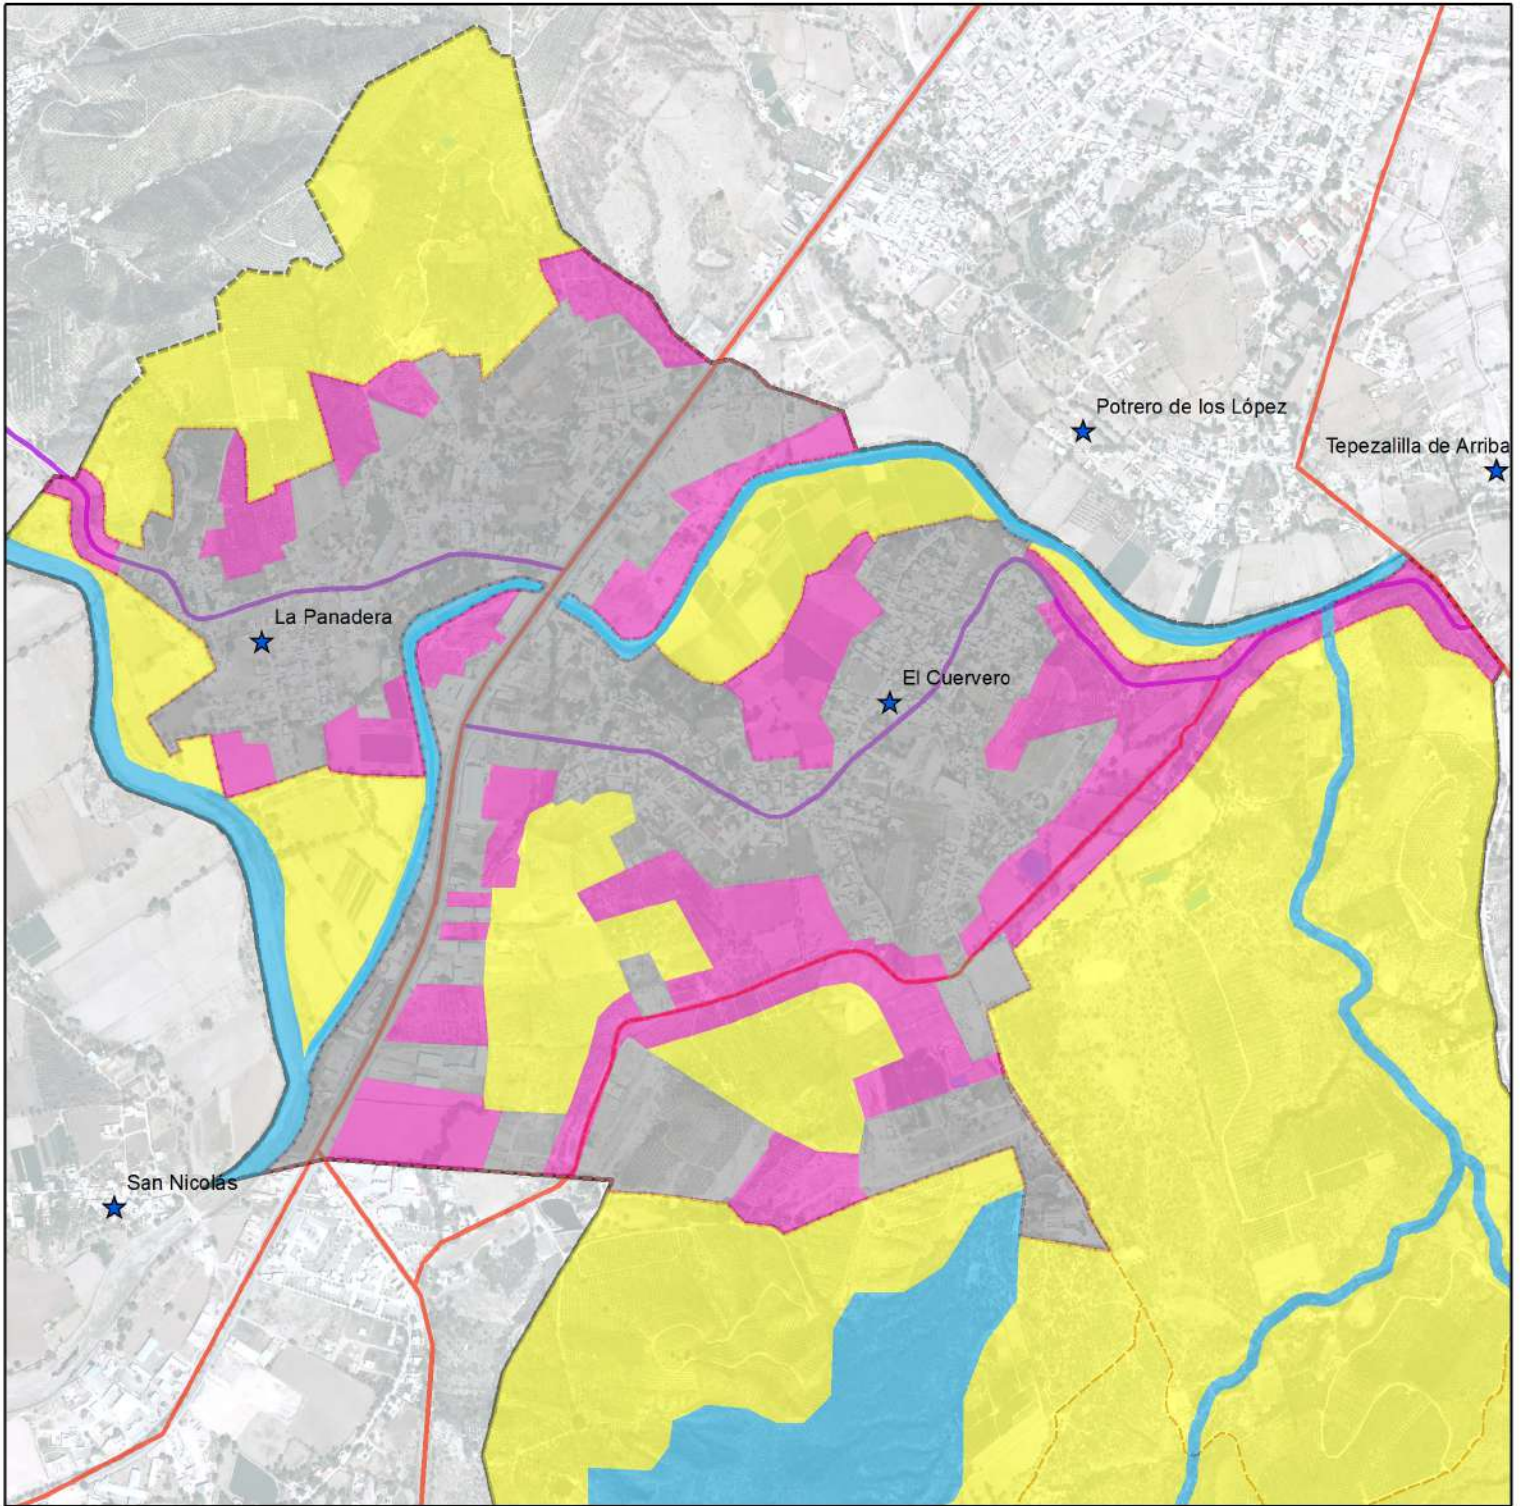 Potrero de los López
Tepezalilla de Arriba
La Panadera
El Cuervero
San Nicolás